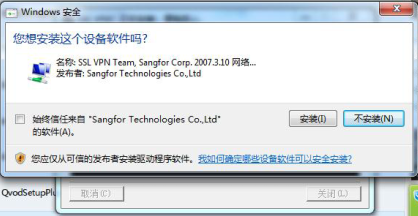 Windows 安全
您想安装这个设备软件吗?
名称: SSL VPN Team, Sangfor Corp. 2007.3.10 网络...
发布者: Sangfor Technologies Co.,Ltd
始终信任来自 "Sangfor Technologies Co.,Ltd"
的软件(A)。
安装(I)
不安装(N)
您应仅从可信的发布者安装驱动程序软件。我如何确定哪些设备软件可以安全安装?
QvodSetupPlu
取消(C)
关闭(L)